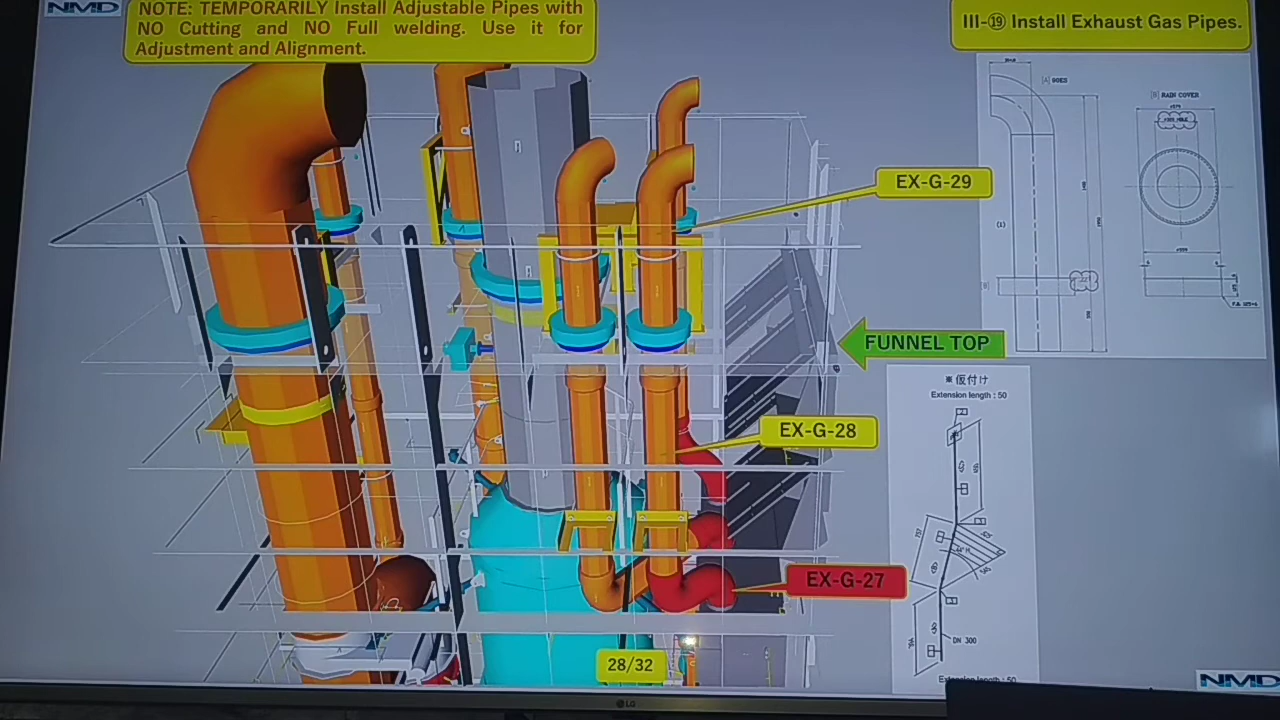 NMD
NOTE: TEMPORARILY Install Adjustable Pipes with
NO Cutting and NO Full welding. Use it for
Adjustment and Alignment.
III-⑲ Install Exhaust Gas Pipes.
[B] RAIN COVER
EX-G-29
FUNNEL TOP
※仮付け
Extension length : 50
EX-G-28
EX-G-27
DN 300
28/32
Extension length : 50
NMD
LG